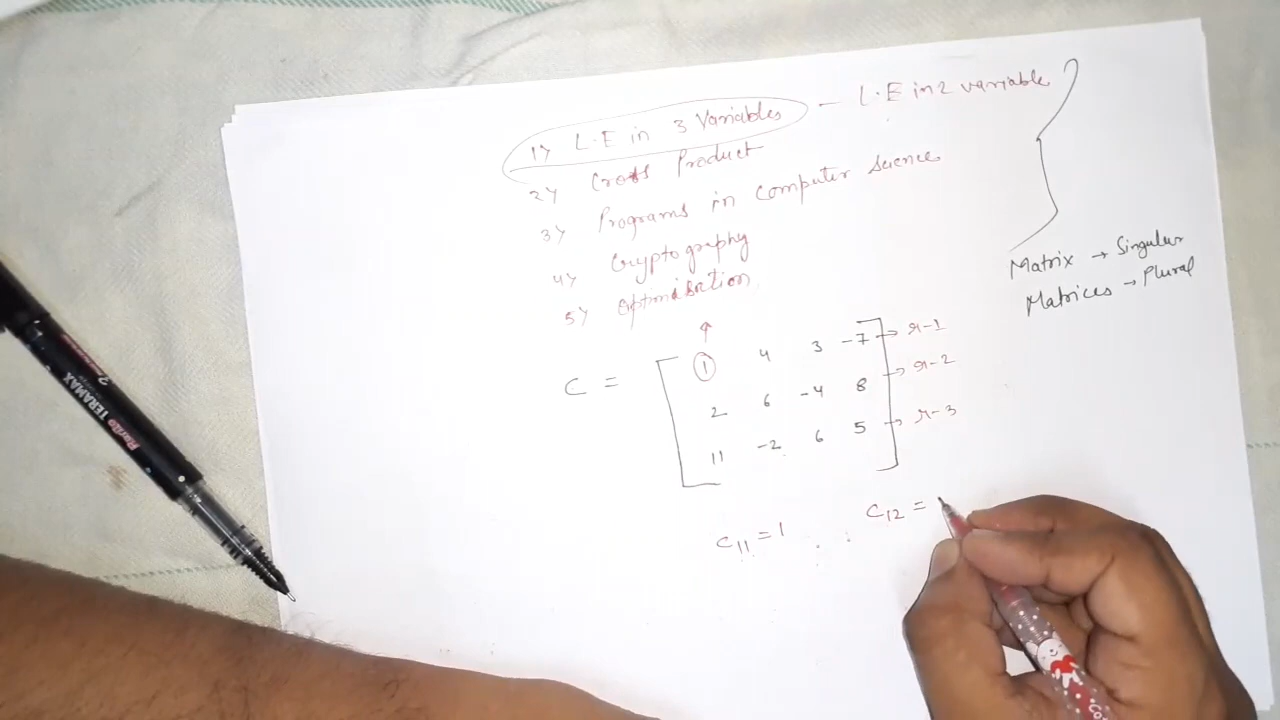 1) L.E in 3 Variables — L.E in 2 variable
2) Cross Product
3) Programs in computer science
4) Cryptography
5) optimisation
Matrix → Singular
Matrices → Plural
C = [ 1 4 3 -7 ] → r-1
2 6 -4 8 → r-2
11 -2 6 5 → r-3
C11 = 1 C12 =
Rorito TERAMAX